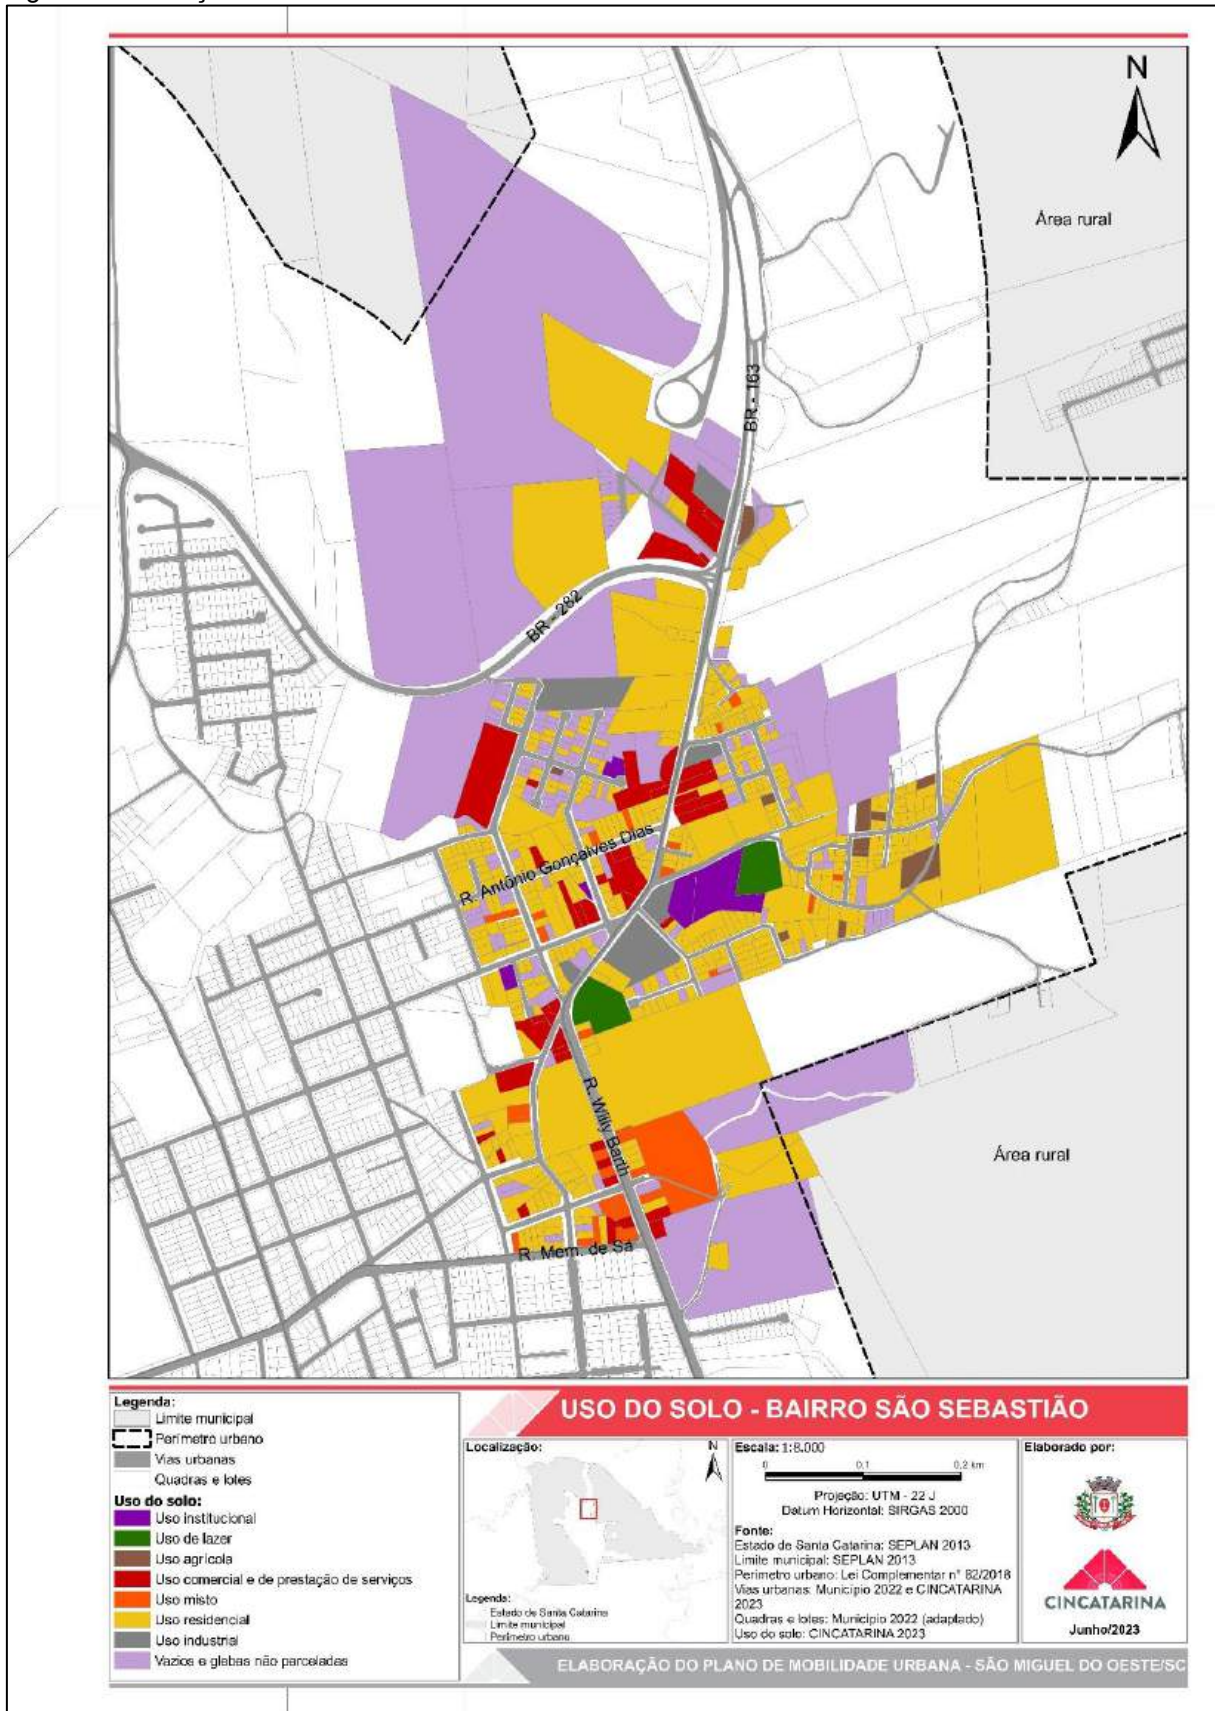 N
Área rural
BR - 163
BR - 282
R. Antônio Gonçalves Dias
R. Willy Barth
Área rural
R. Mem. de Sá
Legenda:
Limite municipal
Perímetro urbano
Vias urbanas
Quadras e lotes
Uso do solo:
Uso institucional
Uso de lazer
Uso agrícola
Uso comercial e de prestação de serviços
Uso misto
Uso residencial
Uso industrial
Vazios e glebas não parceladas
USO DO SOLO - BAIRRO SÃO SEBASTIÃO
Localização:
N
Legenda:
Estado de Santa Catarina
Limite municipal
Perímetro urbano
Escala: 1:8.000
0 0,1 0,2 km
Projeção: UTM - 22 J
Datum Horizontal: SIRGAS 2000
Fonte:
Estado de Santa Catarina: SEPLAN 2013
Limite municipal: SEPLAN 2013
Perímetro urbano: Lei Complementar n° 82/2018
Vias urbanas: Município 2022 e CINCATARINA
2023
Quadras e lotes: Município 2022 (adaptado)
Uso do solo: CINCATARINA 2023
Elaborado por:
CINCATARINA
Junho/2023
ELABORAÇÃO DO PLANO DE MOBILIDADE URBANA - SÃO MIGUEL DO OESTE/SC